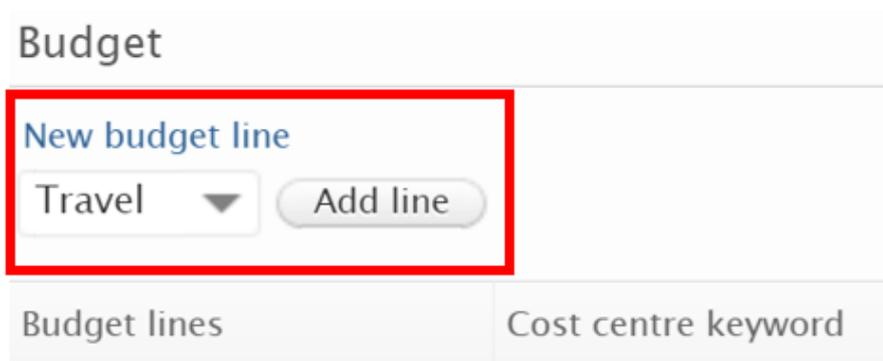 Budget
New budget line
Travel Add line
Budget lines Cost centre keyword